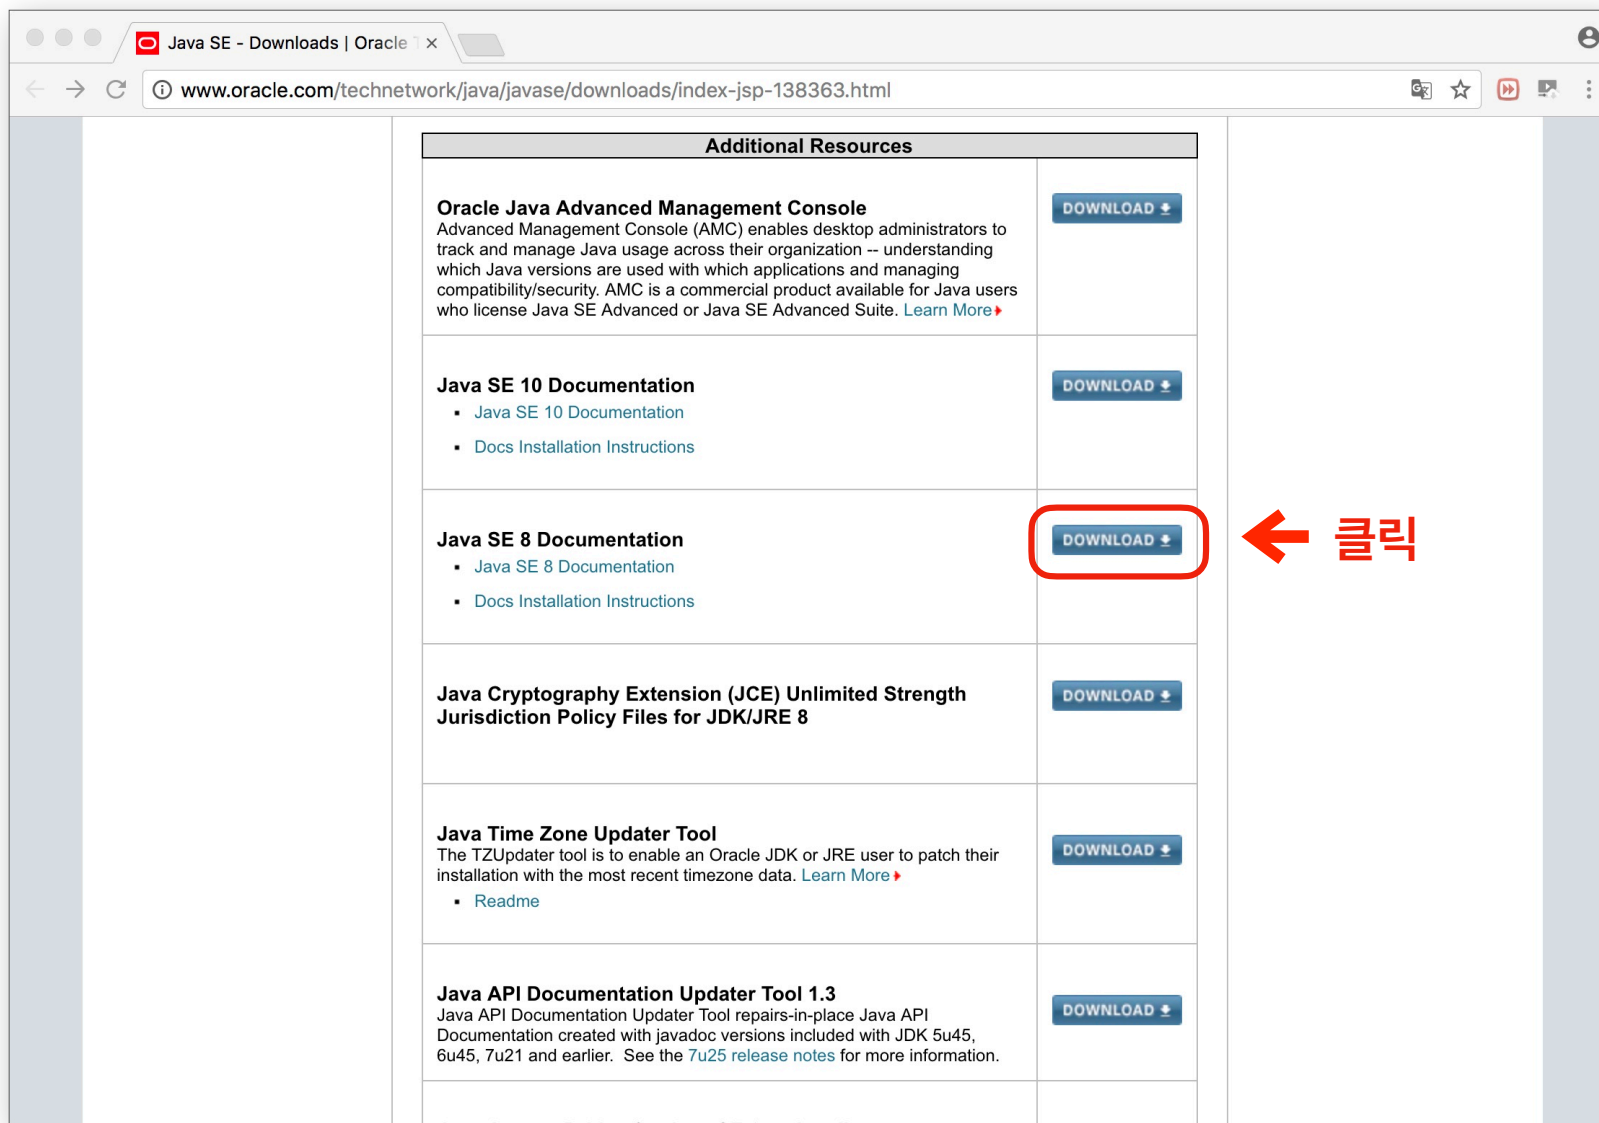 Java SE - Downloads | Oracle
www.oracle.com/technetwork/java/javase/downloads/index-jsp-138363.html
Additional Resources
Oracle Java Advanced Management Console
DOWNLOAD
Advanced Management Console (AMC) enables desktop administrators to
track and manage Java usage across their organization -- understanding
which Java versions are used with which applications and managing
compatibility/security. AMC is a commercial product available for Java users
who license Java SE Advanced or Java SE Advanced Suite. Learn More
Java SE 10 Documentation
DOWNLOAD
Java SE 10 Documentation
Docs Installation Instructions
Java SE 8 Documentation
DOWNLOAD
클릭
Java SE 8 Documentation
Docs Installation Instructions
Java Cryptography Extension (JCE) Unlimited Strength
Jurisdiction Policy Files for JDK/JRE 8
DOWNLOAD
Java Time Zone Updater Tool
DOWNLOAD
The TZUpdater tool is to enable an Oracle JDK or JRE user to patch their
installation with the most recent timezone data. Learn More
Readme
Java API Documentation Updater Tool 1.3
DOWNLOAD
Java API Documentation Updater Tool repairs-in-place Java API
Documentation created with javadoc versions included with JDK 5u45,
6u45, 7u21 and earlier.  See the 7u25 release notes for more information.